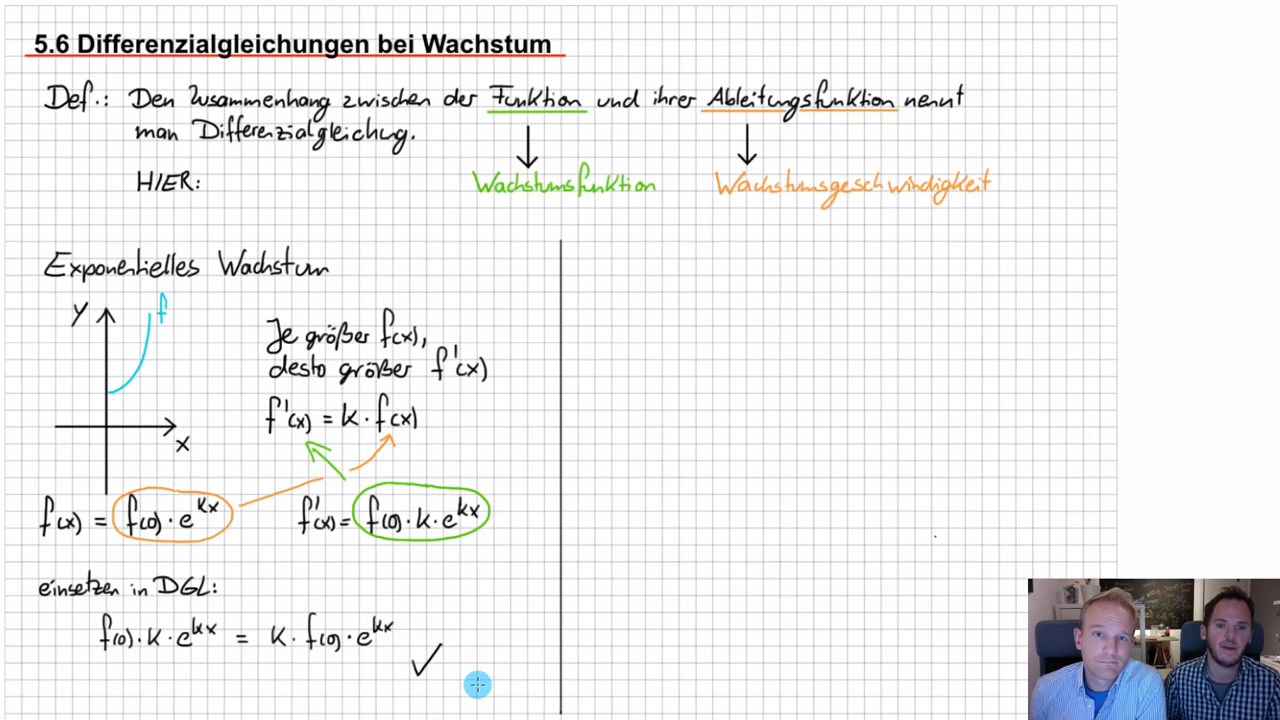 5.6 Differenzialgleichungen bei Wachstum
Def.: Den Zusammenhang zwischen der Funktion und ihrer Ableitungsfunktion nennt
man Differenzialgleichug.
HIER:
Wachstumsfunktion
Wachstumsgeschwindigkeit
Exponentielles Wachstum
y
f
x
Je größer f(x),
desto größer f'(x)
f'(x) = k · f(x)
f(x) = f(0) · e^kx
f'(x) = f(0) · k · e^kx
einsetzen in DGL:
f(0) · k · e^kx = k · f(0) · e^kx ✓